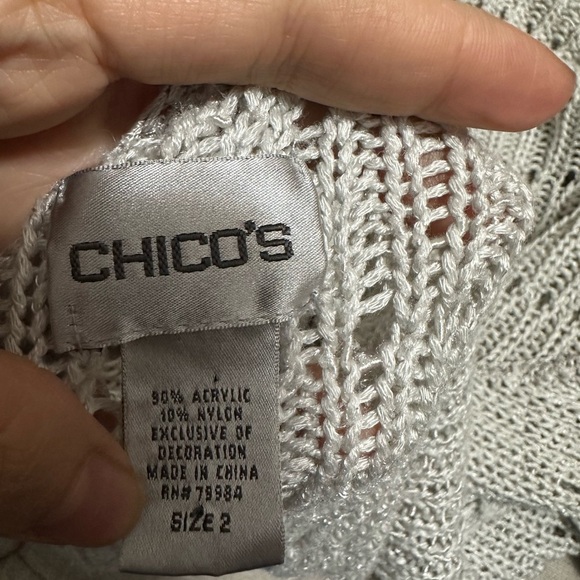 CHICO'S
90% ACRYLIC
10% NYLON
EXCLUSIVE OF
DECORATION
MADE IN CHINA
RN# 79984
SIZE 2